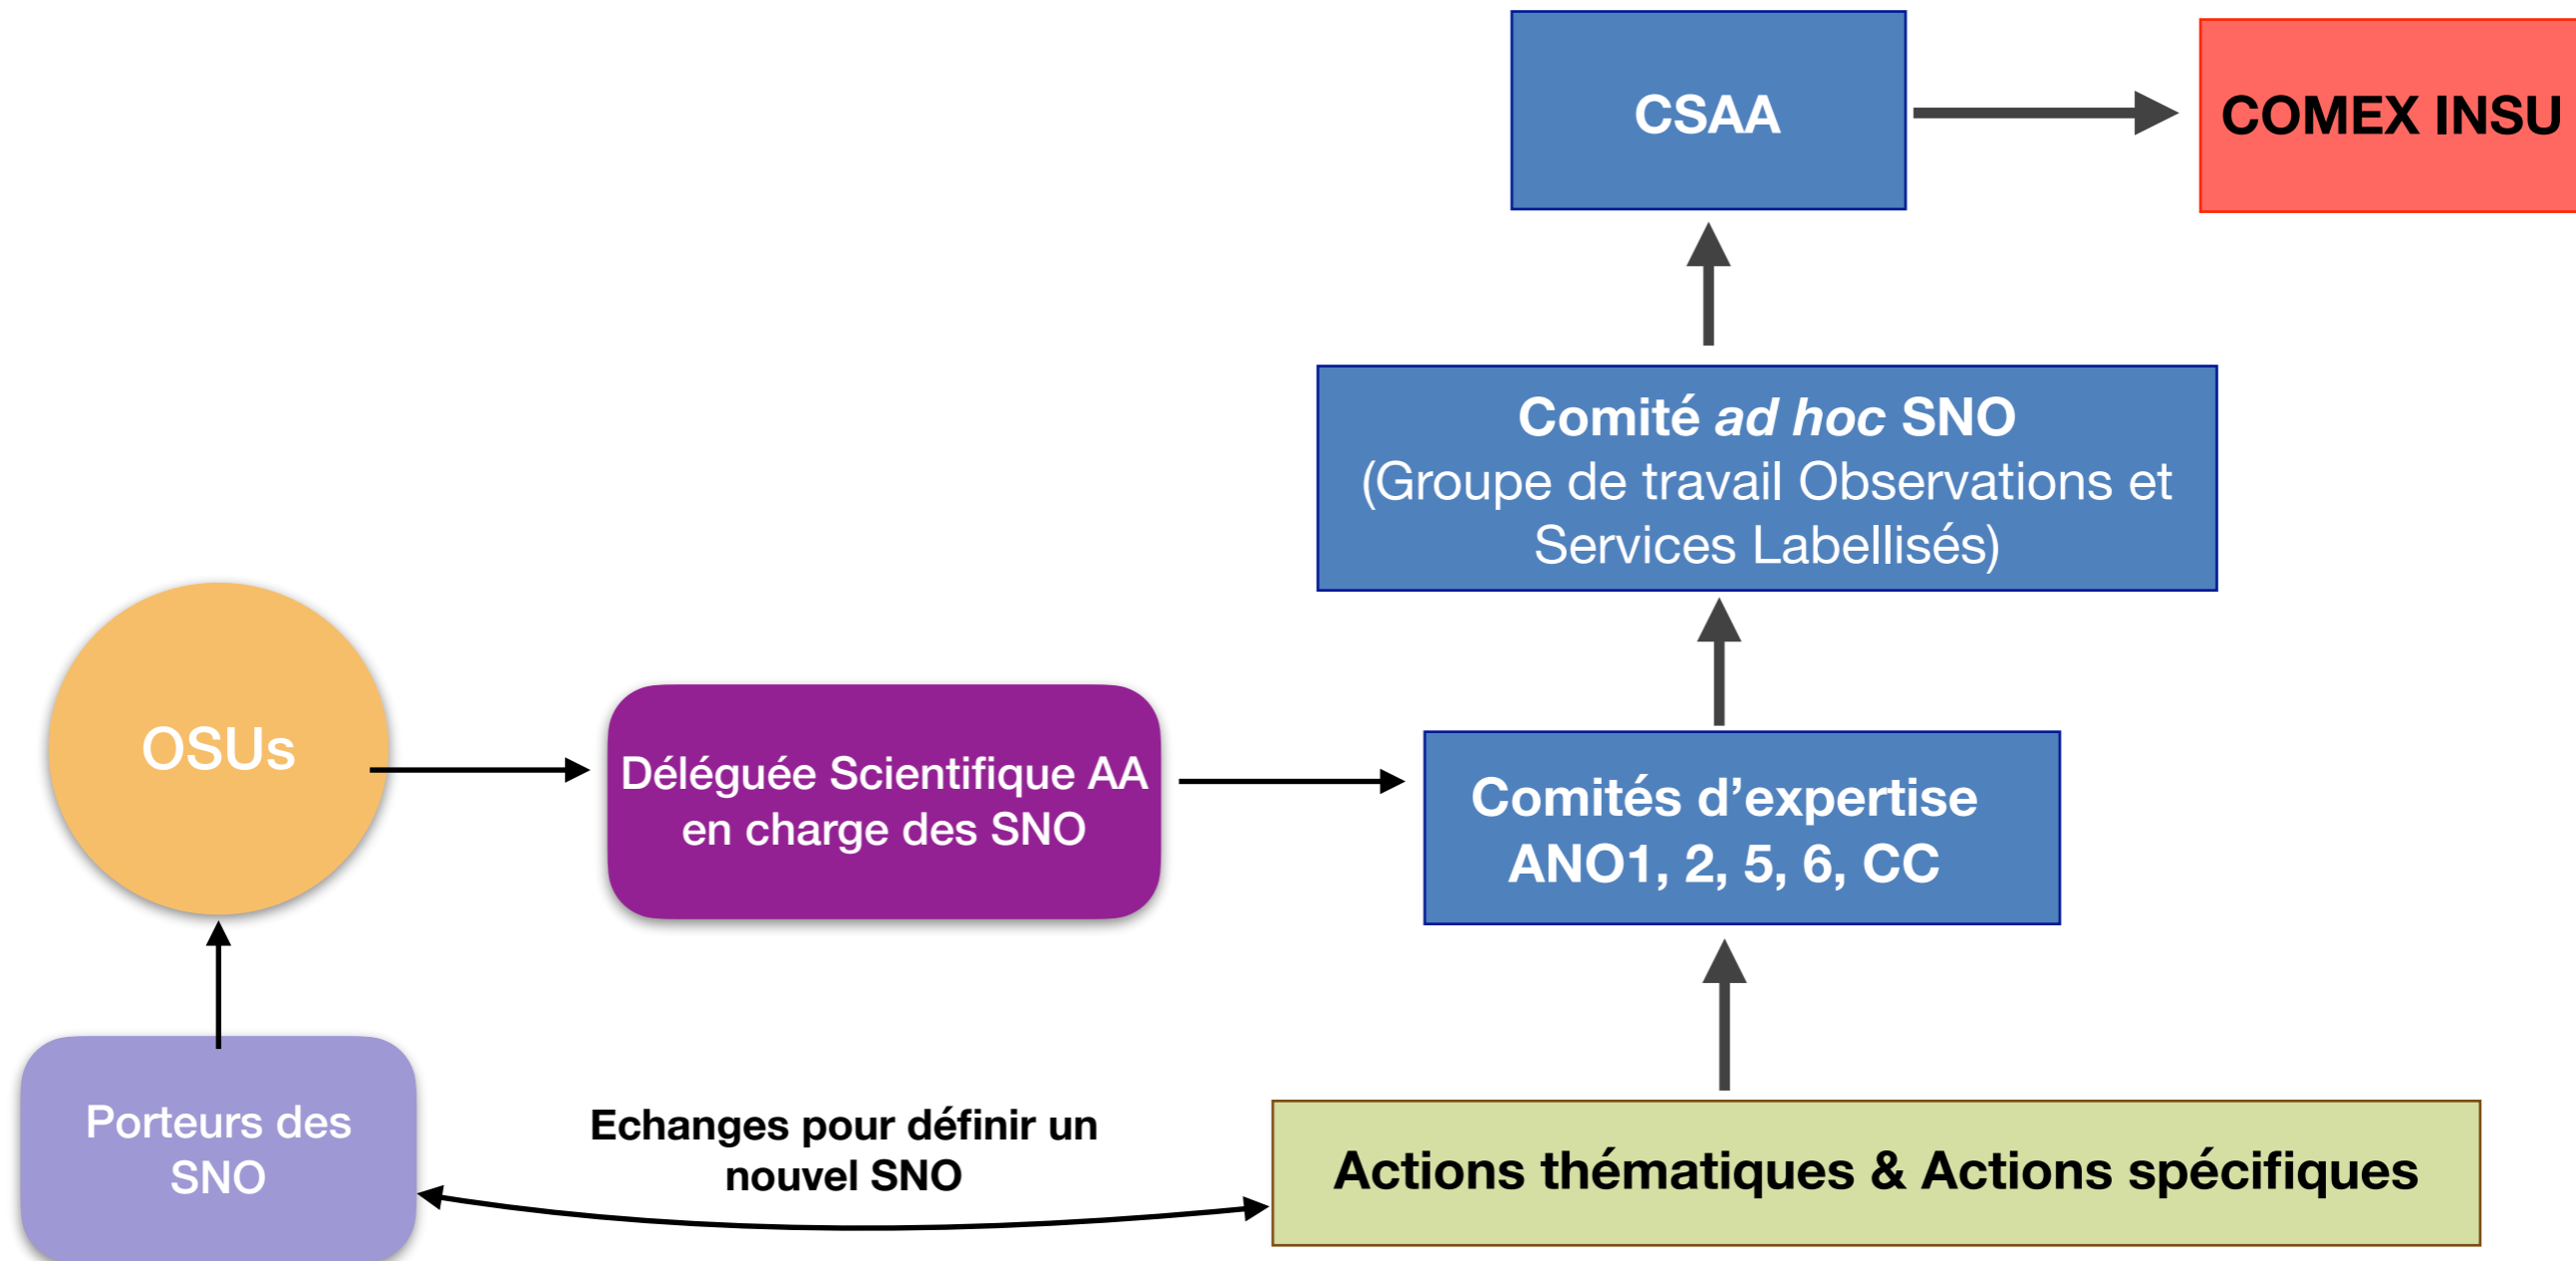 CSAA
COMEX INSU
Comité ad hoc SNO
(Groupe de travail Observations et
Services Labellisés)
OSUs
Déléguée Scientifique AA
en charge des SNO
Comités d’expertise
ANO1, 2, 5, 6, CC
Porteurs des
SNO
Echanges pour définir un
nouvel SNO
Actions thématiques & Actions spécifiques